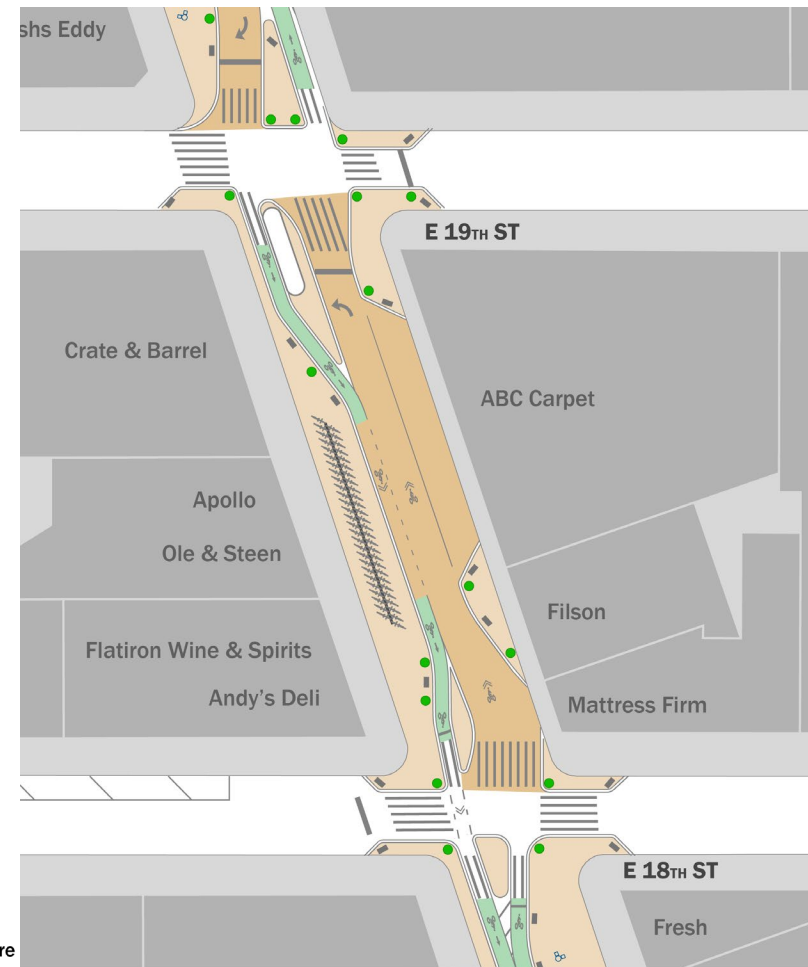 shs Eddy
E 19TH ST
Crate & Barrel
ABC Carpet
Apollo
Ole & Steen
Filson
Flatiron Wine & Spirits
Andy's Deli
Mattress Firm
E 18TH ST
Fresh
re